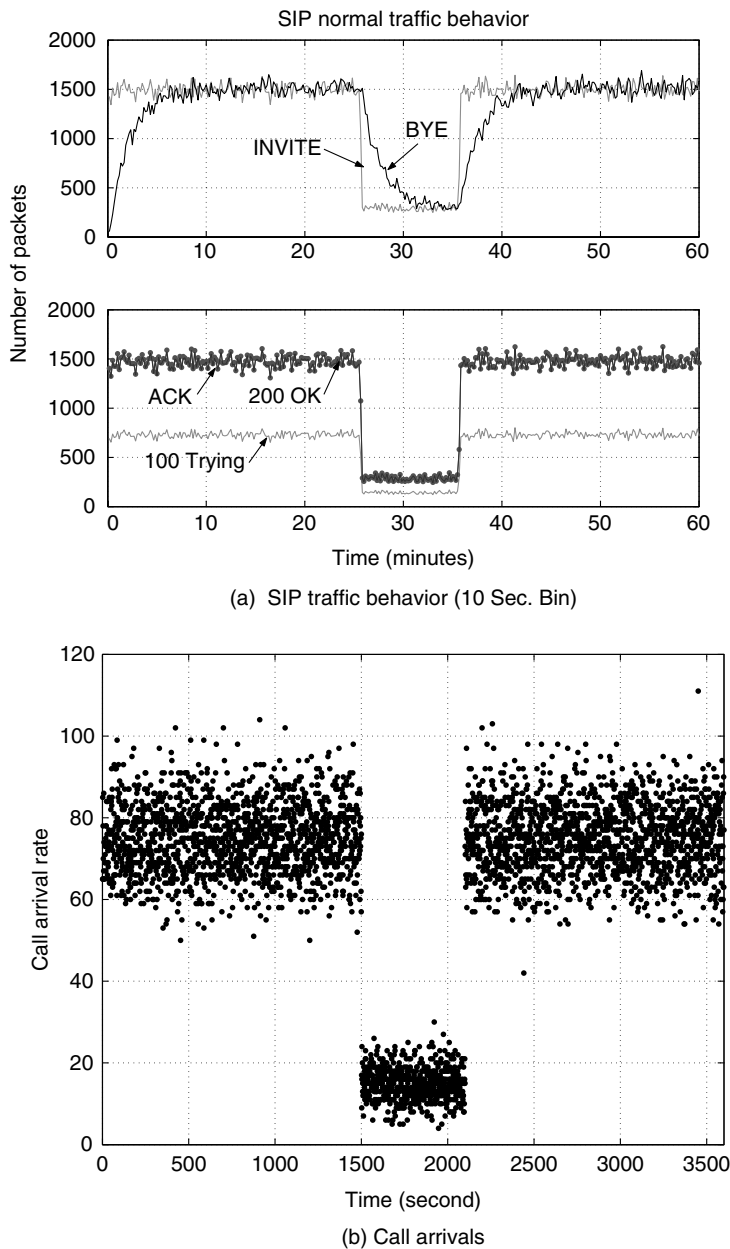 SIP normal traffic behavior
2000
1500
1000
500
0
INVITE
BYE
0 10 20 30 40 50 60
Number of packets
2000
1500
1000
500
0
ACK
200 OK
100 Trying
0 10 20 30 40 50 60
Time (minutes)
(a) SIP traffic behavior (10 Sec. Bin)
120
100
80
60
40
20
0
Call arrival rate
0 500 1000 1500 2000 2500 3000 3500
Time (second)
(b) Call arrivals